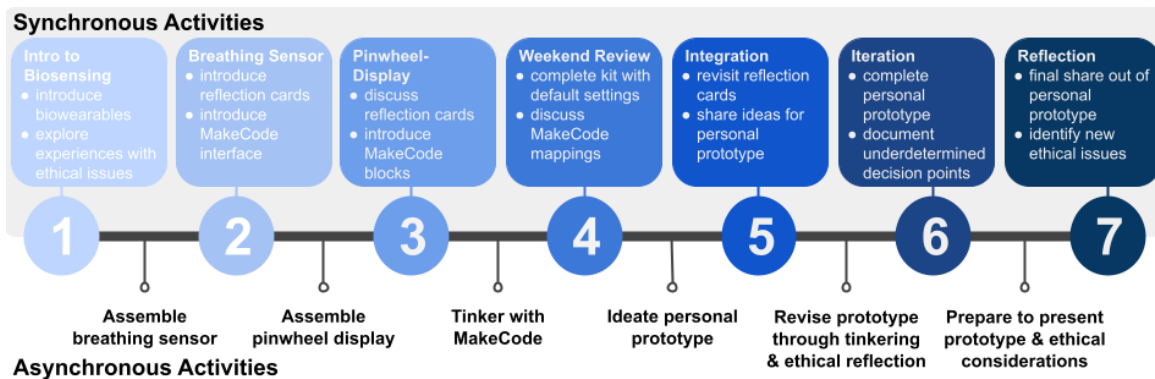 Synchronous Activities
Intro to
Biosensing
● introduce
biowearables
● explore
experiences with
ethical issues
Breathing Sensor
● introduce
reflection cards
● introduce
MakeCode
interface
Pinwheel-
Display
● discuss
reflection cards
● introduce
MakeCode
blocks
Weekend Review
● complete kit with
default settings
● discuss
MakeCode
mappings
Integration
● revisit reflection
cards
● share ideas for
personal
prototype
Iteration
● complete
personal
prototype
● document
underdetermined
decision points
Reflection
● final share out of
personal
prototype
● identify new
ethical issues
1
2
3
4
5
6
7
Assemble
breathing sensor
Assemble
pinwheel display
Tinker with
MakeCode
Ideate personal
prototype
Revise prototype
through tinkering
& ethical reflection
Prepare to present
prototype & ethical
considerations
Asynchronous Activities